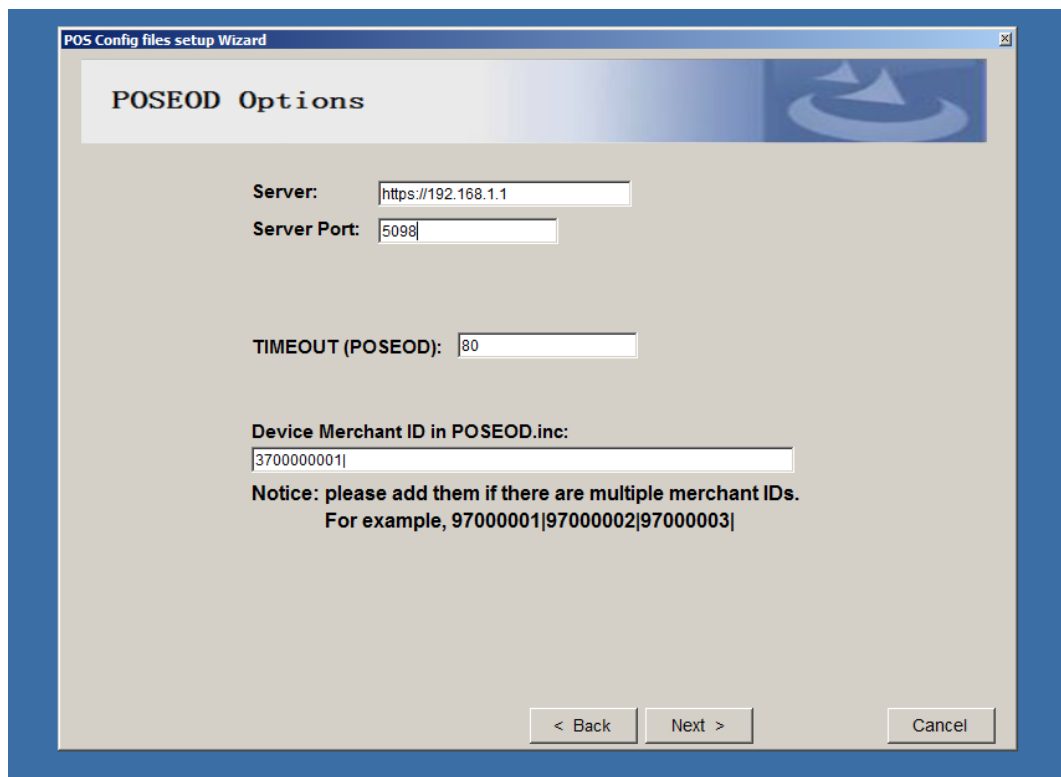 POS Config files setup Wizard
POSEOD Options
Server: https://192.168.1.1
Server Port: 5098
TIMEOUT (POSEOD): 80
Device Merchant ID in POSEOD.inc:
3700000001|
Notice: please add them if there are multiple merchant IDs.
For example, 97000001|97000002|97000003|
< Back Next > Cancel